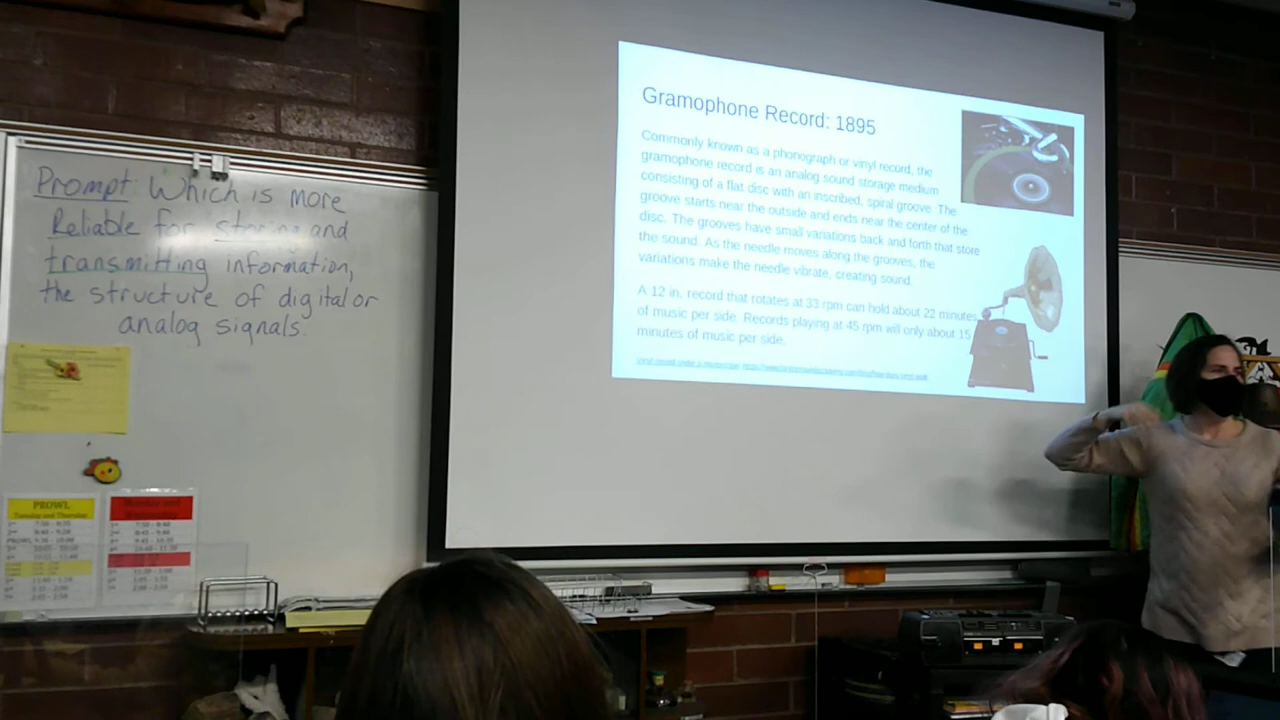 Prompt: Which is more
Reliable for storing and
transmitting information,
the structure of digital or
analog signals.
Gramophone Record: 1895
Commonly known as a phonograph or vinyl record, the
gramophone record is an analog sound storage medium
consisting of a flat disc with an inscribed, spiral groove. The
groove starts near the outside and ends near the center of the
disc. The grooves have small variations back and forth that store
the sound. As the needle moves along the grooves, the
variations make the needle vibrate, creating sound.
A 12 in. record that rotates at 33 rpm can hold about 22 minutes
of music per side. Records playing at 45 rpm will only about 15
minutes of music per side.
PROWL
Tuesday and Thursday